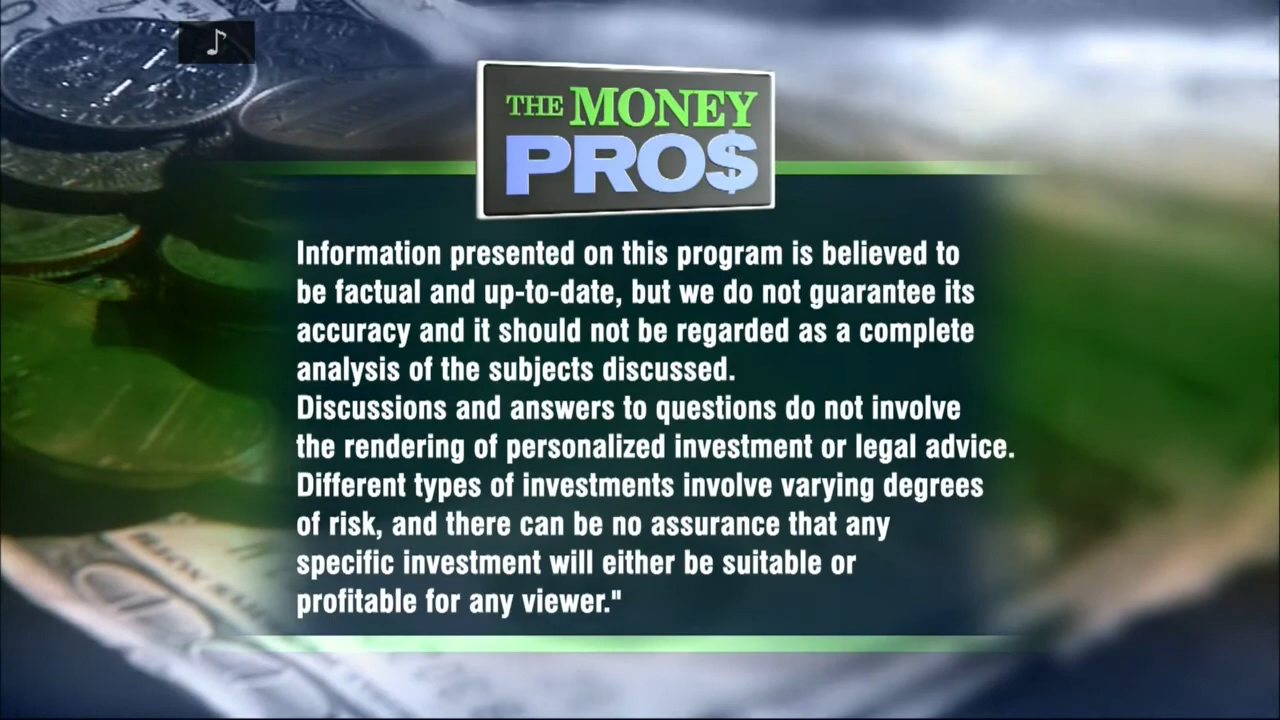 ♪
THE MONEY
PRO$
Information presented on this program is believed to
be factual and up-to-date, but we do not guarantee its
accuracy and it should not be regarded as a complete
analysis of the subjects discussed.
Discussions and answers to questions do not involve
the rendering of personalized investment or legal advice.
Different types of investments involve varying degrees
of risk, and there can be no assurance that any
specific investment will either be suitable or
profitable for any viewer."